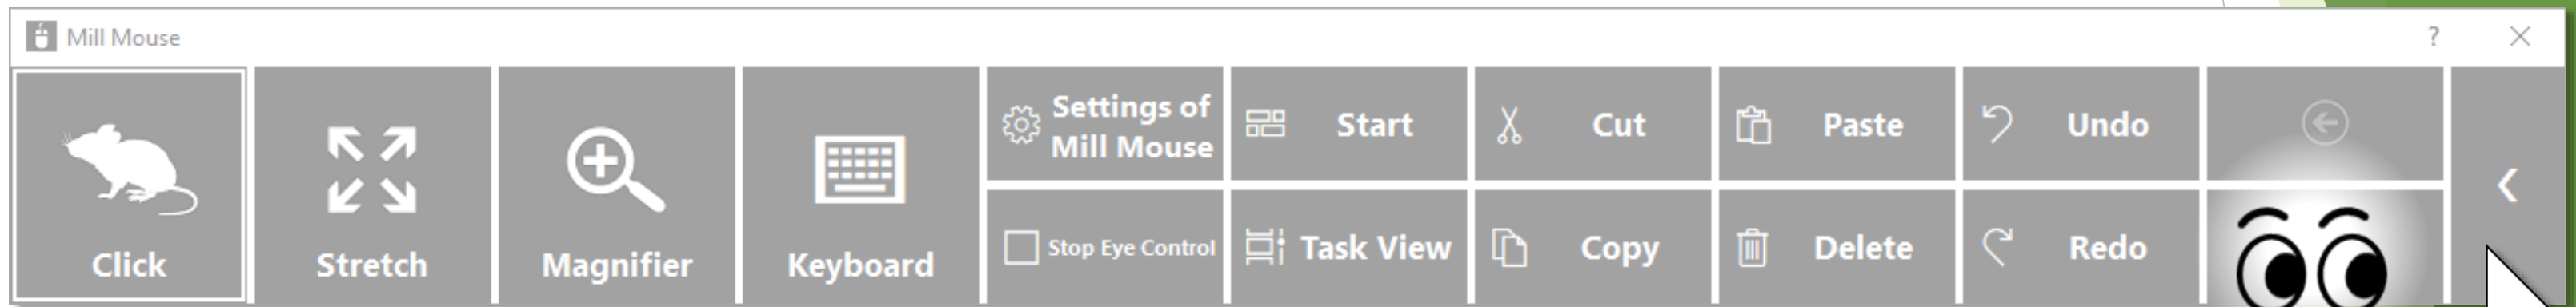 Mill Mouse
?
Click
Stretch
Magnifier
Keyboard
Settings of
Mill Mouse
Start
Cut
Paste
Undo
Stop Eye Control
Task View
Copy
Delete
Redo